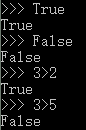 >>> True
True
>>> False
False
>>> 3>2
True
>>> 3>5
False